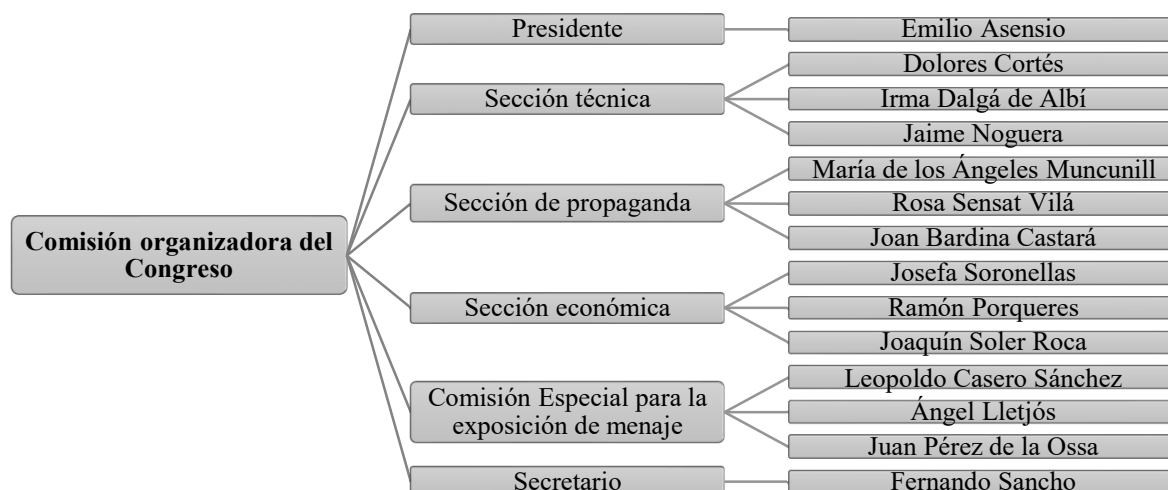 Comisión organizadora del
Congreso
Presidente
Emilio Asensio
Sección técnica
Dolores Cortés
Irma Dalgá de Albí
Jaime Noguera
Sección de propaganda
María de los Ángeles Muncunill
Rosa Sensat Vilá
Joan Bardina Castará
Sección económica
Josefa Soronellas
Ramón Porqueres
Joaquín Soler Roca
Comisión Especial para la
exposición de menaje
Leopoldo Casero Sánchez
Ángel Lletjós
Juan Pérez de la Ossa
Secretario
Fernando Sancho